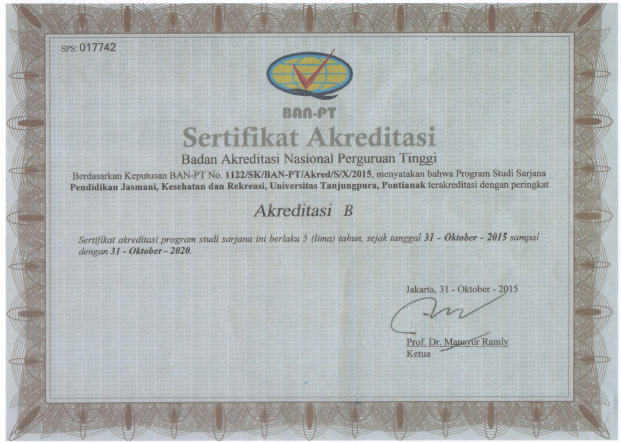 SPS: 017742
BAN-PT
Sertifikat Akreditasi
Badan Akreditasi Nasional Perguruan Tinggi
Berdasarkan Keputusan BAN-PT No. 1122/SK/BAN-PT/Akred/S/X/2015, menyatakan bahwa Program Studi Sarjana
Pendidikan Jasmani, Kesehatan dan Rekreasi, Universitas Tanjungpura, Pontianak terakreditasi dengan peringkat
Akreditasi B
Sertifikat akreditasi program studi sarjana ini berlaku 5 (lima) tahun, sejak tanggal 31 - Oktober - 2015 sampai
dengan 31 - Oktober - 2020.
Jakarta, 31 - Oktober - 2015
Prof. Dr. Mansyur Ramly
Ketua